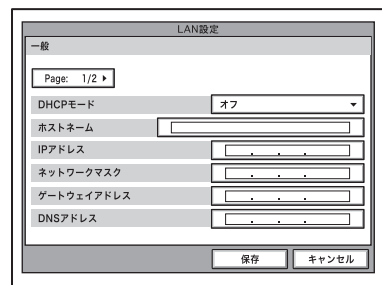 LAN設定
一般
Page: 1/2 ▸
DHCPモード オフ
ホストネーム
IPアドレス . . .
ネットワークマスク . . .
ゲートウェイアドレス . . .
DNSアドレス . . .
保存 キャンセル